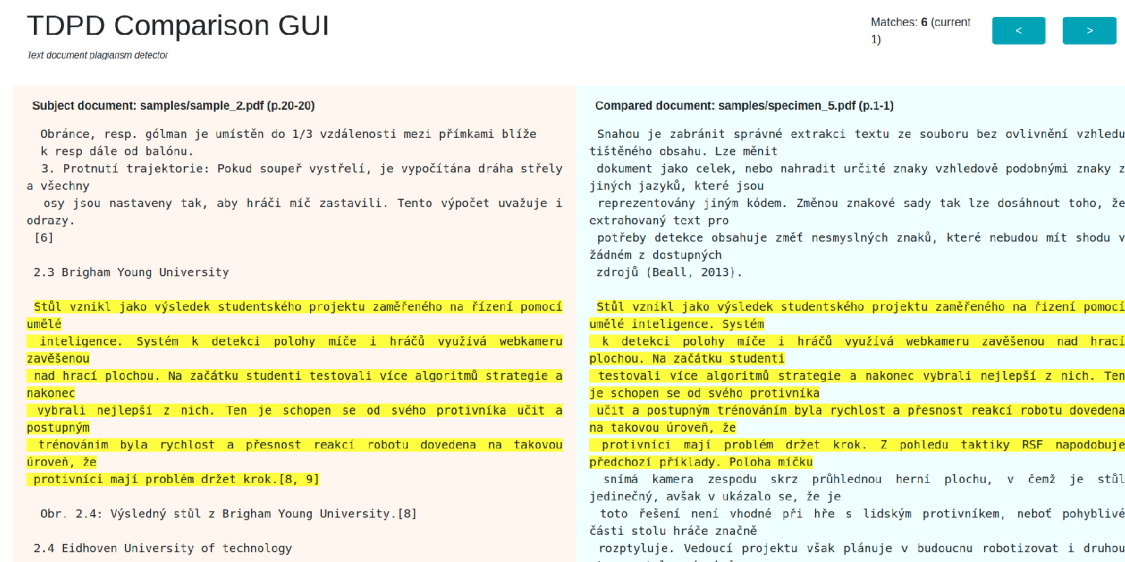 TDPD Comparison GUI
Text document plagiarism detector
Matches: 6 (current
1)
<
>
Subject document: samples/sample_2.pdf (p.20-20)
Obránce, resp. gólman je umístěn do 1/3 vzdálenosti mezi přímkami blíže
k resp dále od balónu.
3. Protnutí trajektorie: Pokud soupeř vystřelí, je vypočítána dráha střely
a všechny
osy jsou nastaveny tak, aby hráči míč zastavili. Tento výpočet uvažuje i
odrazy.
[6]
2.3 Brigham Young University
Stůl vznikl jako výsledek studentského projektu zaměřeného na řízení pomocí
umělé
inteligence. Systém k detekci polohy míče i hráčů využívá webkameru
zavěšenou
nad hrací plochou. Na začátku studenti testovali více algoritmů strategie a
nakonec
vybrali nejlepší z nich. Ten je schopen se od svého protivníka učit a
postupným
trénováním byla rychlost a přesnost reakcí robotu dovedena na takovou
úroveň, že
protivníci mají problém držet krok.[8, 9]
Obr. 2.4: Výsledný stůl z Brigham Young University.[8]
2.4 Eidhoven University of technology
Compared document: samples/specimen_5.pdf (p.1-1)
Snahou je zabránit správné extrakci textu ze souboru bez ovlivnění vzhledu
tištěného obsahu. Lze měnit
dokument jako celek, nebo nahradit určité znaky vzhledově podobnými znaky z
jiných jazyků, které jsou
reprezentovány jiným kódem. Změnou znakové sady tak lze dosáhnout toho, že
extrahovaný text pro
potřeby detekce obsahuje změť nesmyslných znaků, které nebudou mít shodu v
žádném z dostupných
zdrojů (Beall, 2013).
Stůl vznikl jako výsledek studentského projektu zaměřeného na řízení pomocí
umělé inteligence. Systém
k detekci polohy míče i hráčů využívá webkameru zavěšenou nad hrací
plochou. Na začátku studenti
testovali více algoritmů strategie a nakonec vybrali nejlepší z nich. Ten
je schopen se od svého protivníka
učit a postupným trénováním byla rychlost a přesnost reakcí robotu dovedena
na takovou úroveň, že
protivníci mají problém držet krok. Z pohledu taktiky RSF napodobuje
předchozí příklady. Poloha míčku
snímá kamera zespodu skrz průhlednou herní plochu, v čemž je stůl
jedinečný, avšak v ukázalo se, že je
toto řešení není vhodné při hře s lidským protivníkem, neboť pohyblivé
části stolu hráče značně
rozptyluje. Vedoucí projektu však plánuje v budoucnu robotizovat i druhou